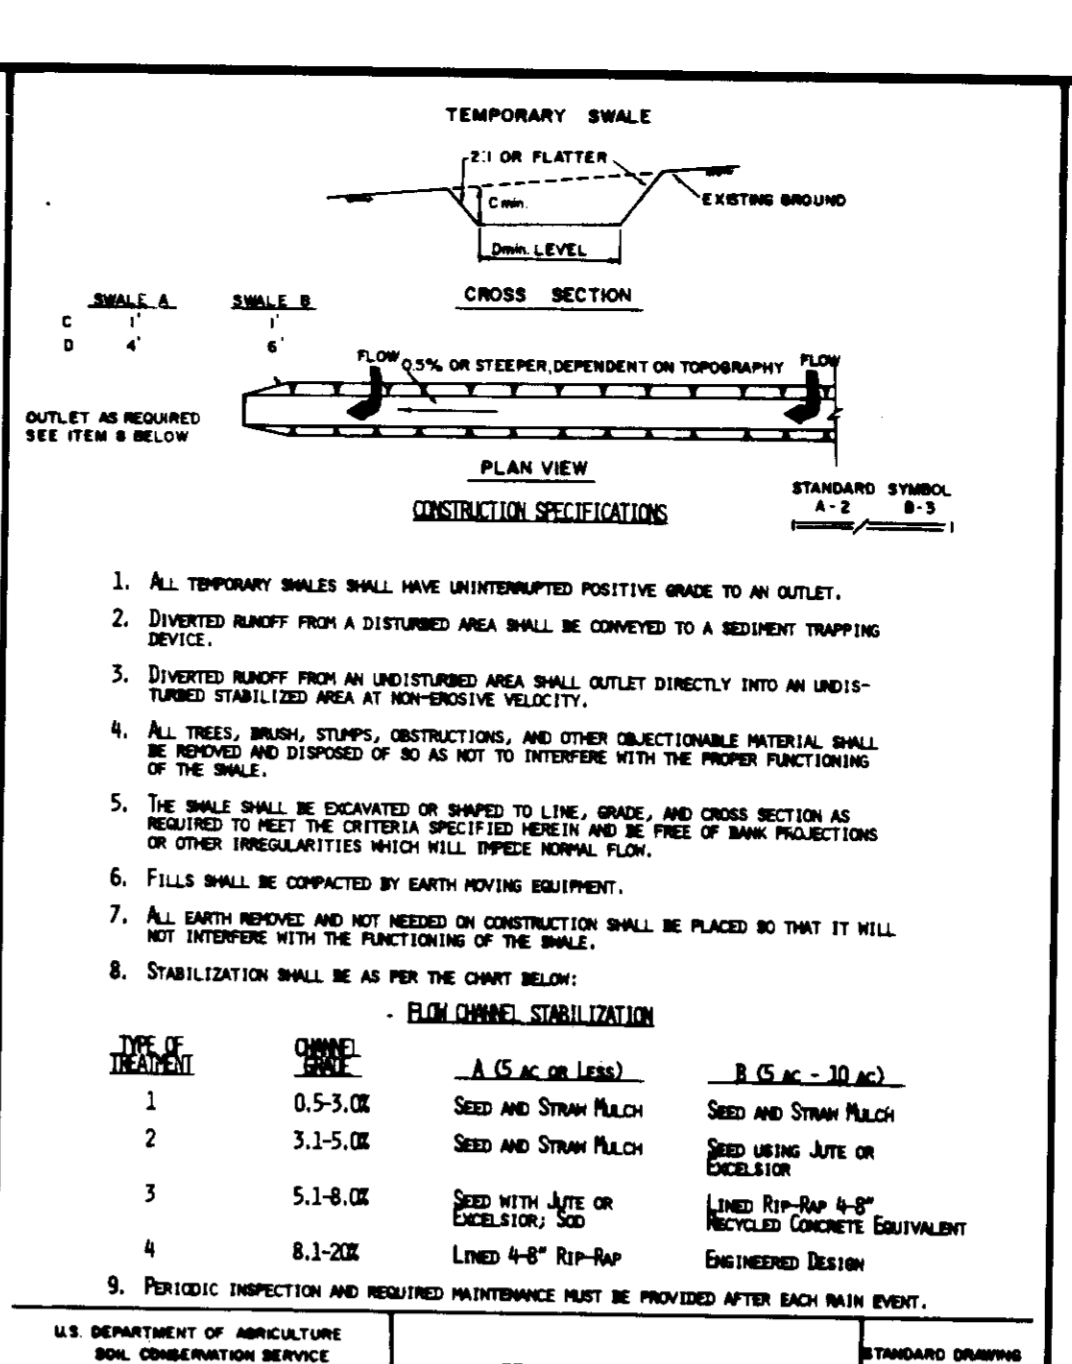 TEMPORARY SWALE
2:1 OR FLATTER
C min.
EXISTING GROUND
Dmin. LEVEL
CROSS SECTION
SWALE A SWALE B
C 1' 1'
D 4' 6'
FLOW 0.5% OR STEEPER, DEPENDENT ON TOPOGRAPHY FLOW
OUTLET AS REQUIRED
SEE ITEM 8 BELOW
PLAN VIEW
STANDARD SYMBOL
A-2 B-3
CONSTRUCTION SPECIFICATIONS
1. ALL TEMPORARY SWALES SHALL HAVE UNINTERRUPTED POSITIVE GRADE TO AN OUTLET.
2. DIVERTED RUNOFF FROM A DISTURBED AREA SHALL BE CONVEYED TO A SEDIMENT TRAPPING
DEVICE.
3. DIVERTED RUNOFF FROM AN UNDISTURBED AREA SHALL OUTLET DIRECTLY INTO AN UNDIS-
TURBED STABILIZED AREA AT NON-EROSIVE VELOCITY.
4. ALL TREES, BRUSH, STUMPS, OBSTRUCTIONS, AND OTHER OBJECTIONABLE MATERIAL SHALL
BE REMOVED AND DISPOSED OF SO AS NOT TO INTERFERE WITH THE PROPER FUNCTIONING
OF THE SWALE.
5. THE SWALE SHALL BE EXCAVATED OR SHAPED TO LINE, GRADE, AND CROSS SECTION AS
REQUIRED TO MEET THE CRITERIA SPECIFIED HEREIN AND BE FREE OF BANK PROJECTIONS
OR OTHER IRREGULARITIES WHICH WILL IMPEDE NORMAL FLOW.
6. FILLS SHALL BE COMPACTED BY EARTH MOVING EQUIPMENT.
7. ALL EARTH REMOVED AND NOT NEEDED ON CONSTRUCTION SHALL BE PLACED SO THAT IT WILL
NOT INTERFERE WITH THE FUNCTIONING OF THE SWALE.
8. STABILIZATION SHALL BE AS PER THE CHART BELOW:
FLOW CHANNEL STABILIZATION
TYPE OF
TREATMENT
CHANNEL
GRADE
A (5 AC OR LESS) B (5 AC - 10 AC)
1 0.5-3.0% SEED AND STRAW MULCH SEED AND STRAW MULCH
2 3.1-5.0% SEED AND STRAW MULCH SEED USING JUTE OR
EXCELSIOR
3 5.1-8.0% SEED WITH JUTE OR
EXCELSIOR; SOD
LINED RIP-RAP 4-8"
RECYCLED CONCRETE EQUIVALENT
4 8.1-20% LINED 4-8" RIP-RAP ENGINEERED DESIGN
9. PERIODIC INSPECTION AND REQUIRED MAINTENANCE MUST BE PROVIDED AFTER EACH RAIN EVENT.
U.S. DEPARTMENT OF AGRICULTURE
SOIL CONSERVATION SERVICE
STANDARD DRAWING